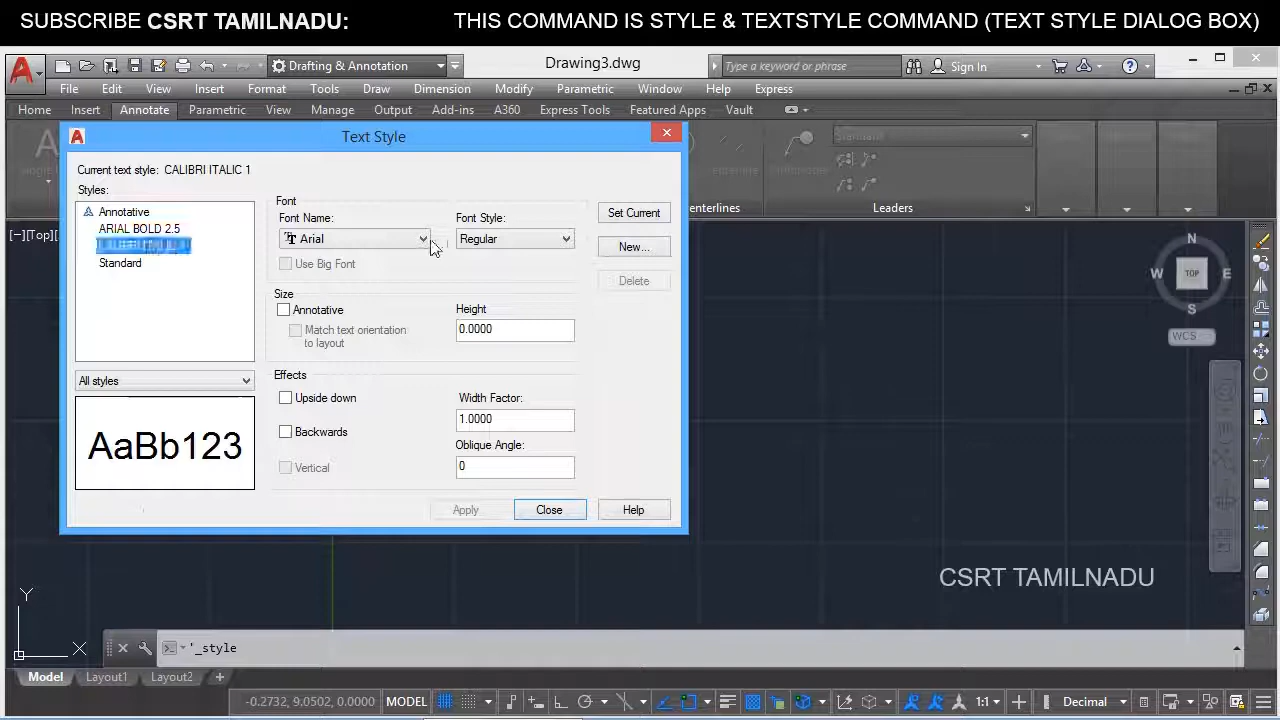 SUBSCRIBE CSRT TAMILNADU: THIS COMMAND IS STYLE & TEXTSTYLE COMMAND (TEXT STYLE DIALOG BOX)
Drafting & Annotation Drawing3.dwg Type a keyword or phrase Sign In
File Edit View Insert Format Tools Draw Dimension Modify Parametric Window Help Express
Home Insert Annotate Parametric View Manage Output Add-ins A360 Express Tools Featured Apps Vault
Text Style
Standard
Leaders
Current text style: CALIBRI ITALIC 1
Styles:
Annotative
ARIAL BOLD 2.5
Standard
All styles
AaBb123
Font
Font Name:
Arial
Font Style:
Regular
Use Big Font
Size
Annotative
Match text orientation
to layout
Height
0.0000
Effects
Upside down
Backwards
Vertical
Width Factor:
1.0000
Oblique Angle:
0
Set Current
New...
Delete
Apply Close Help
[−][Top]
N
W TOP E
S
WCS
CSRT TAMILNADU
Y
X
'_style
Model Layout1 Layout2 +
-0.2732, 9.0502, 0.0000 MODEL 1:1 Decimal